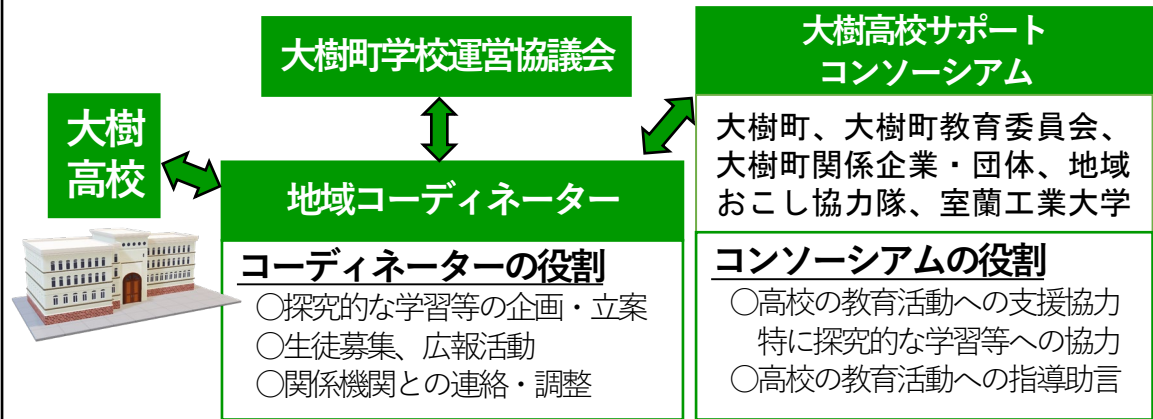 大樹町学校運営協議会
大樹高校サポート
コンソーシアム
大樹
高校
大樹町、大樹町教育委員会、
大樹町関係企業・団体、地域
おこし協力隊、室蘭工業大学
地域コーディネーター
コーディネーターの役割
○探究的な学習等の企画・立案
○生徒募集、広報活動
○関係機関との連絡・調整
コンソーシアムの役割
○高校の教育活動への支援協力
特に探究的な学習等への協力
○高校の教育活動への指導助言